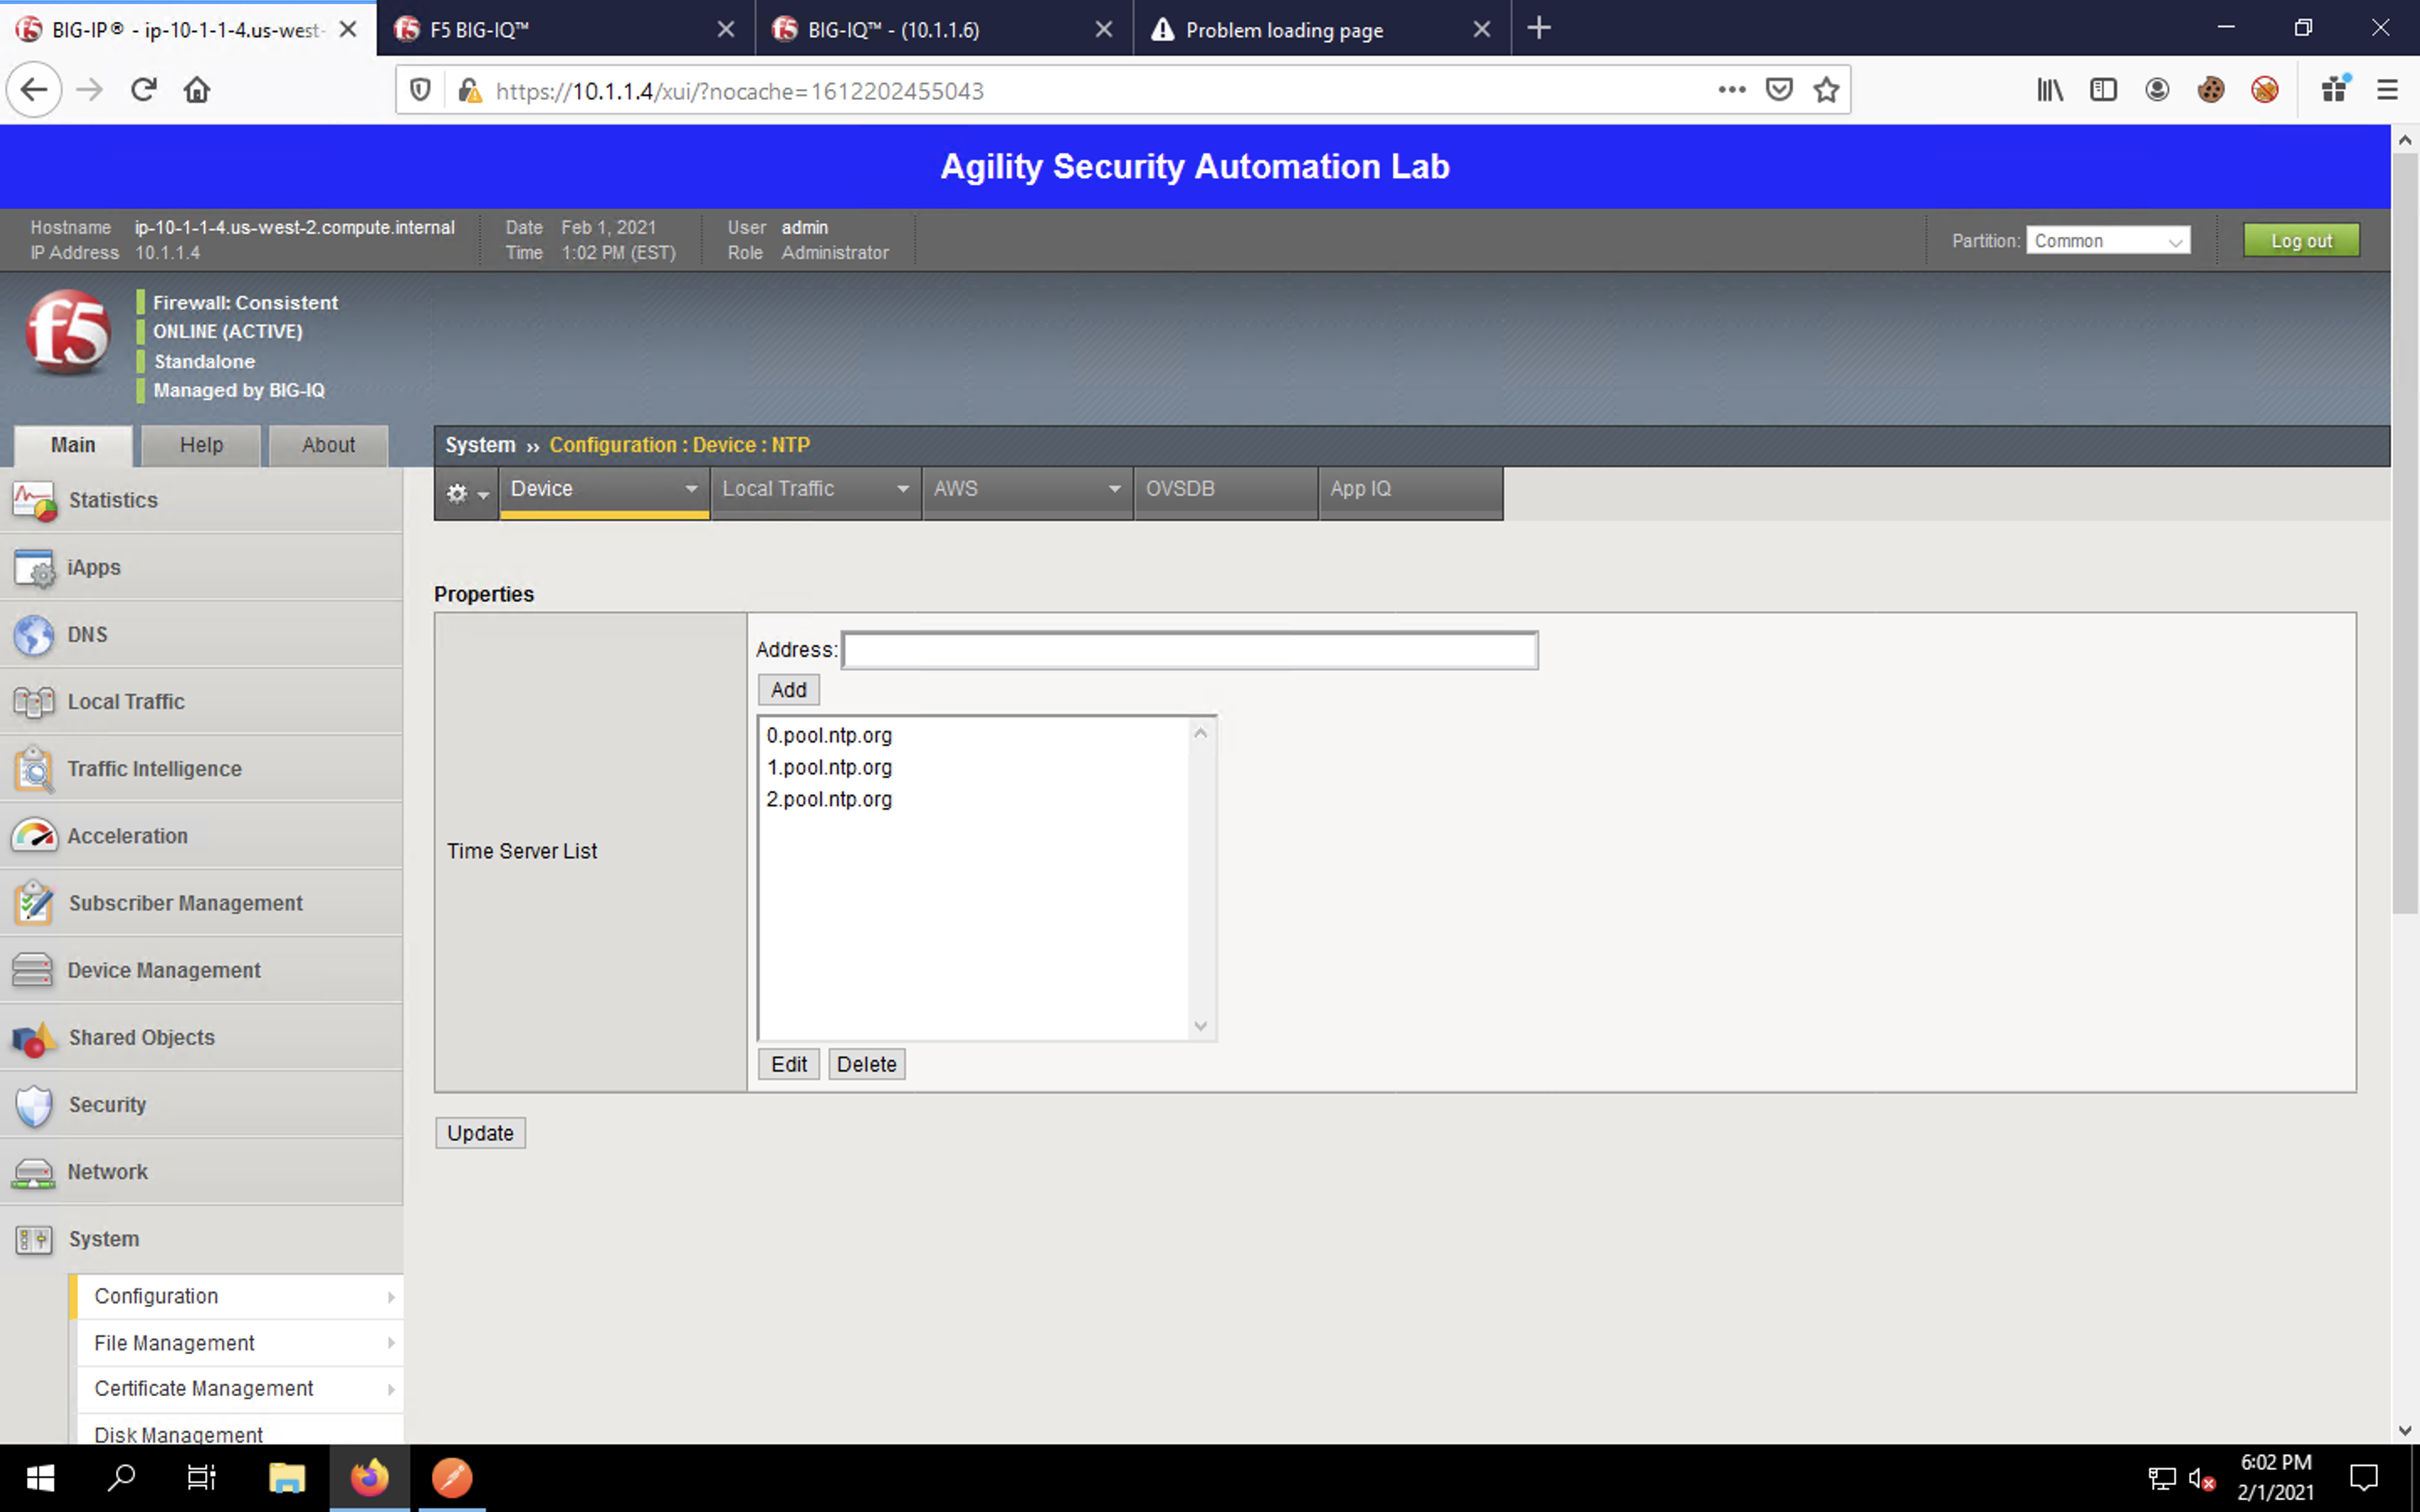 BIG-IP® - ip-10-1-1-4.us-west-
F5 BIG-IQ™
BIG-IQ™ - (10.1.1.6)
Problem loading page
https://10.1.1.4/xui/?nocache=1612202455043
Agility Security Automation Lab
Hostname ip-10-1-1-4.us-west-2.compute.internal
IP Address 10.1.1.4
Date Feb 1, 2021
Time 1:02 PM (EST)
User admin
Role Administrator
Partition: Common
Log out
f5
Firewall: Consistent
ONLINE (ACTIVE)
Standalone
Managed by BIG-IQ
Main Help About
System ›› Configuration : Device : NTP
Device Local Traffic AWS OVSDB App IQ
Statistics
iApps
DNS
Local Traffic
Traffic Intelligence
Acceleration
Subscriber Management
Device Management
Shared Objects
Security
Network
System
Configuration
File Management
Certificate Management
Disk Management
Properties
Time Server List
Address:
Add
0.pool.ntp.org
1.pool.ntp.org
2.pool.ntp.org
Edit Delete
Update
6:02 PM
2/1/2021